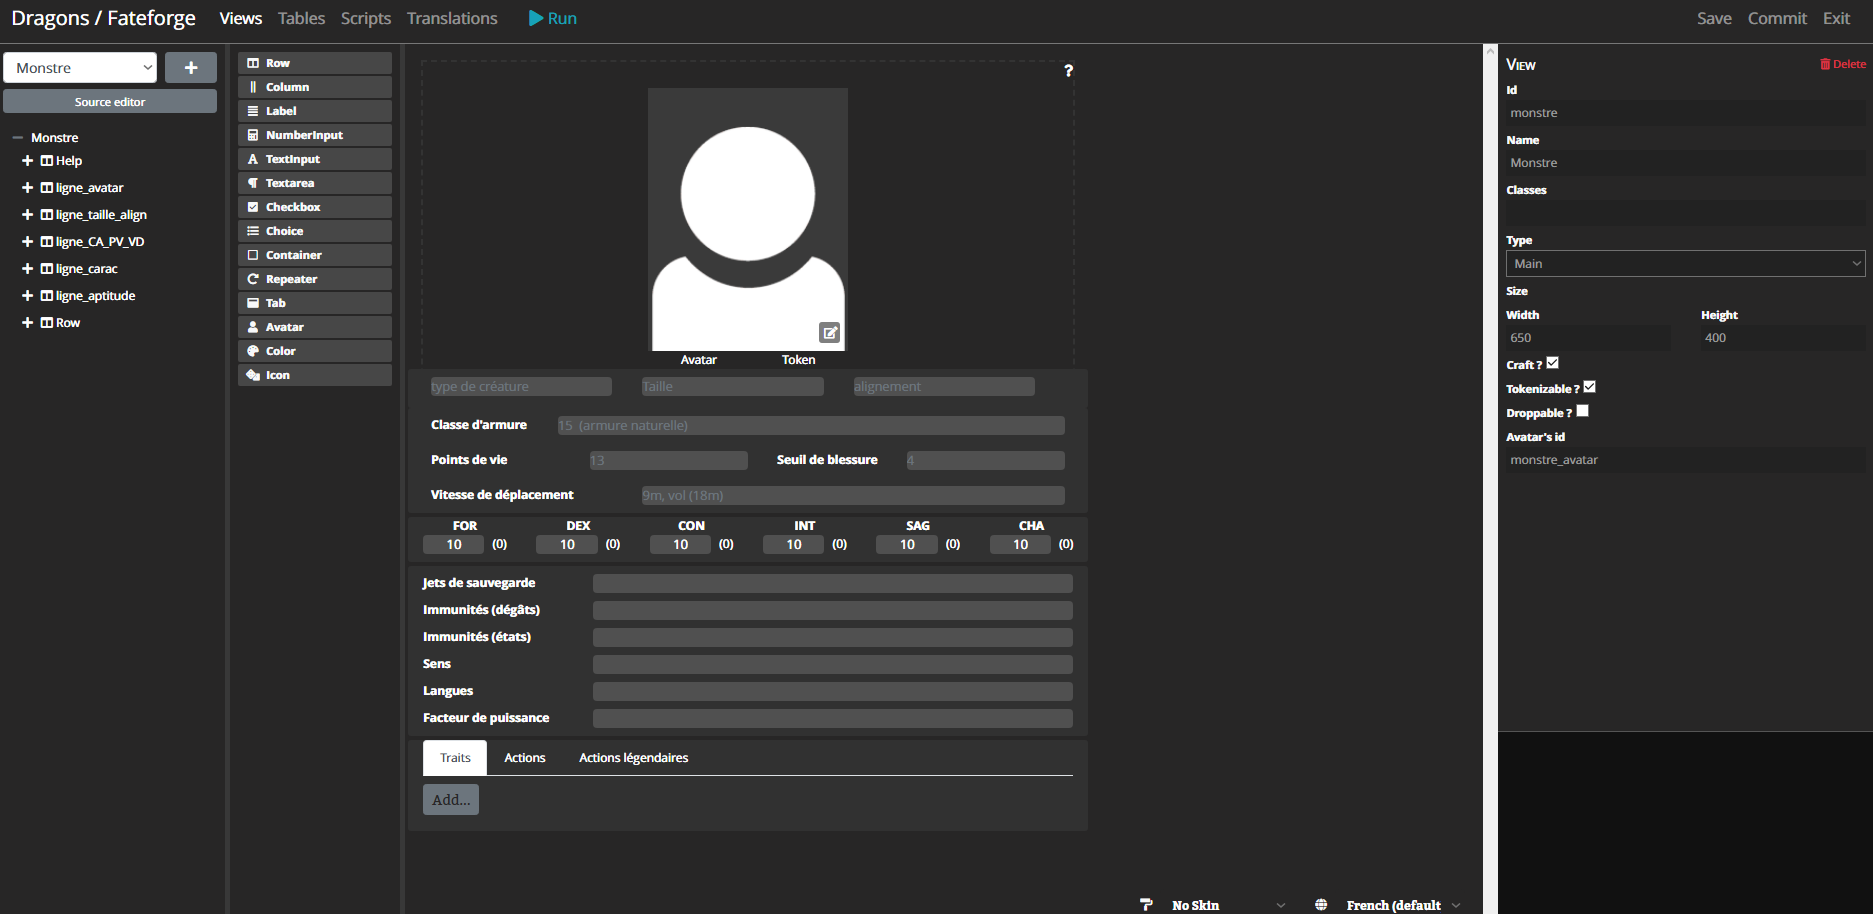 Dragons / Fateforge Views Tables Scripts Translations Run Save Commit Exit
Monstre
Source editor
Monstre
Help
ligne_avatar
ligne_taille_align
ligne_CA_PV_VD
ligne_carac
ligne_aptitude
Row
Row
Column
Label
NumberInput
TextInput
Textarea
Checkbox
Choice
Container
Repeater
Tab
Avatar
Color
Icon
?
Avatar Token
type de créature Taille alignement
Classe d'armure 15 (armure naturelle)
Points de vie 13 Seuil de blessure 4
Vitesse de déplacement 9m, vol (18m)
FOR DEX CON INT SAG CHA
10 (0) 10 (0) 10 (0) 10 (0) 10 (0) 10 (0)
Jets de sauvegarde
Immunités (dégâts)
Immunités (états)
Sens
Langues
Facteur de puissance
Traits Actions Actions légendaires
Add...
No Skin French (default
View Delete
Id
monstre
Name
Monstre
Classes
Type
Main
Size
Width Height
650 400
Craft ?
Tokenizable ?
Droppable ?
Avatar's id
monstre_avatar